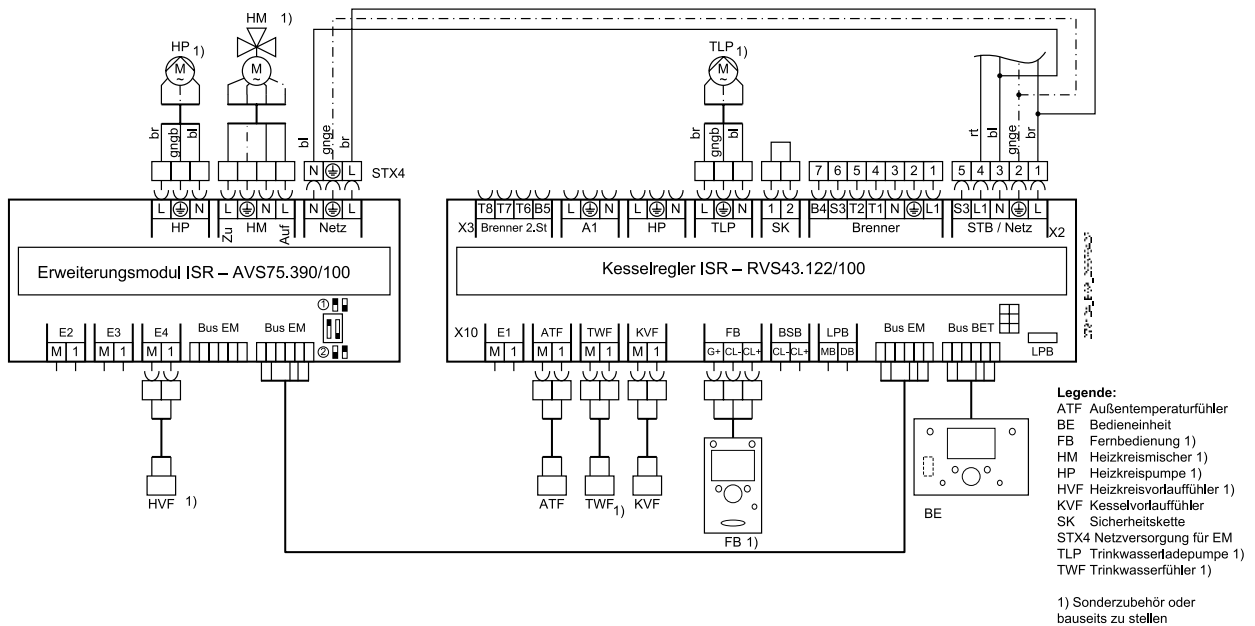 HM 1)
HP 1)
TLP 1)
M
~
M
~
M
~
br
gngb
bl
bl
gnge
br
br
gngb
bl
rt
bl
gnge
br
N L STX4
1 2
7 6 5 4 3 2 1
5 4 3 2 1
L N
HP
L N L
Zu HM Auf
N L
Netz
X3 T8 T7 T6 B5
Brenner 2.St
L N
A1
L N
HP
L N
TLP
1 2
SK
B4 S3 T2 T1 N L1
Brenner
S3 L1 N L
STB / Netz X2
Erweiterungsmodul ISR – AVS75.390/100
Kesselregler ISR – RVS43.122/100
1
2
E2
M 1
E3
M 1
E4
M 1
Bus EM
Bus EM
X10
E1
M 1
ATF
M 1
TWF
M 1
KVF
M 1
FB
G+ CL- CL+
BSB
CL- CL+
LPB
MB DB
Bus EM
Bus BET
LPB
HVF 1)
ATF
TWF 1)
KVF
FB 1)
BE
Legende:
ATF Außentemperaturfühler
BE Bedieneinheit
FB Fernbedienung 1)
HM Heizkreismischer 1)
HP Heizkreispumpe 1)
HVF Heizkreisvorlauffühler 1)
KVF Kesselvorlauffühler
SK Sicherheitskette
STX4 Netzversorgung für EM
TLP Trinkwasserladepumpe 1)
TWF Trinkwasserfühler 1)
1) Sonderzubehör oder
bauseits zu stellen